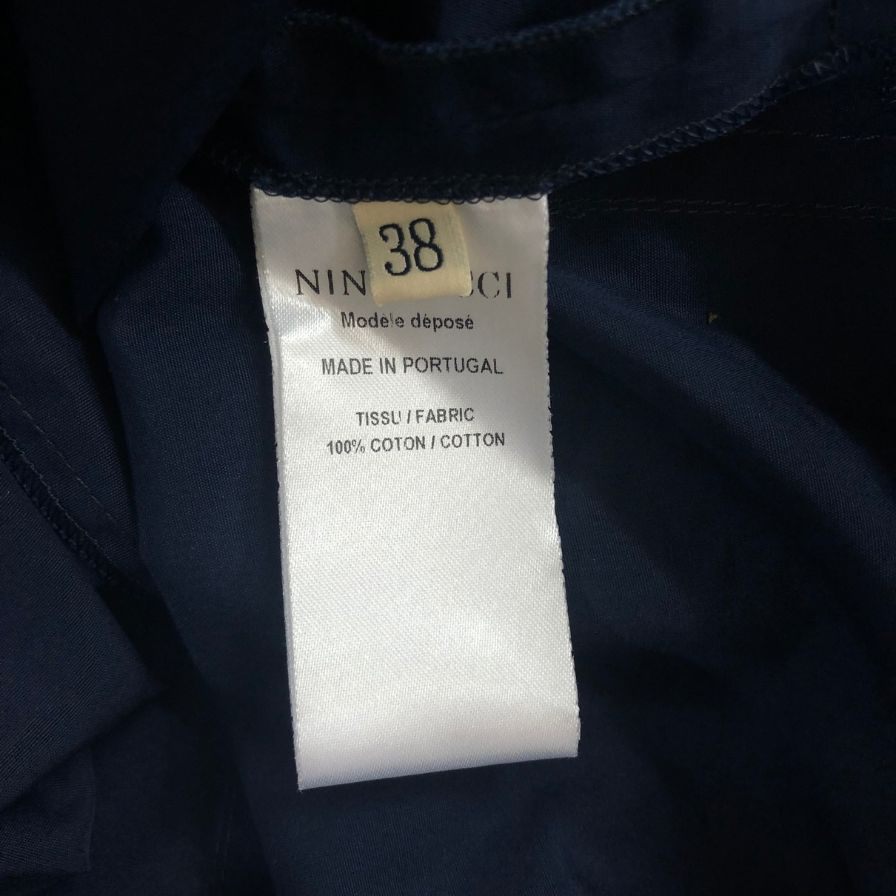 38
NIN CCI
Modele déposé
MADE IN PORTUGAL
TISSU / FABRIC
100% COTON / COTTON